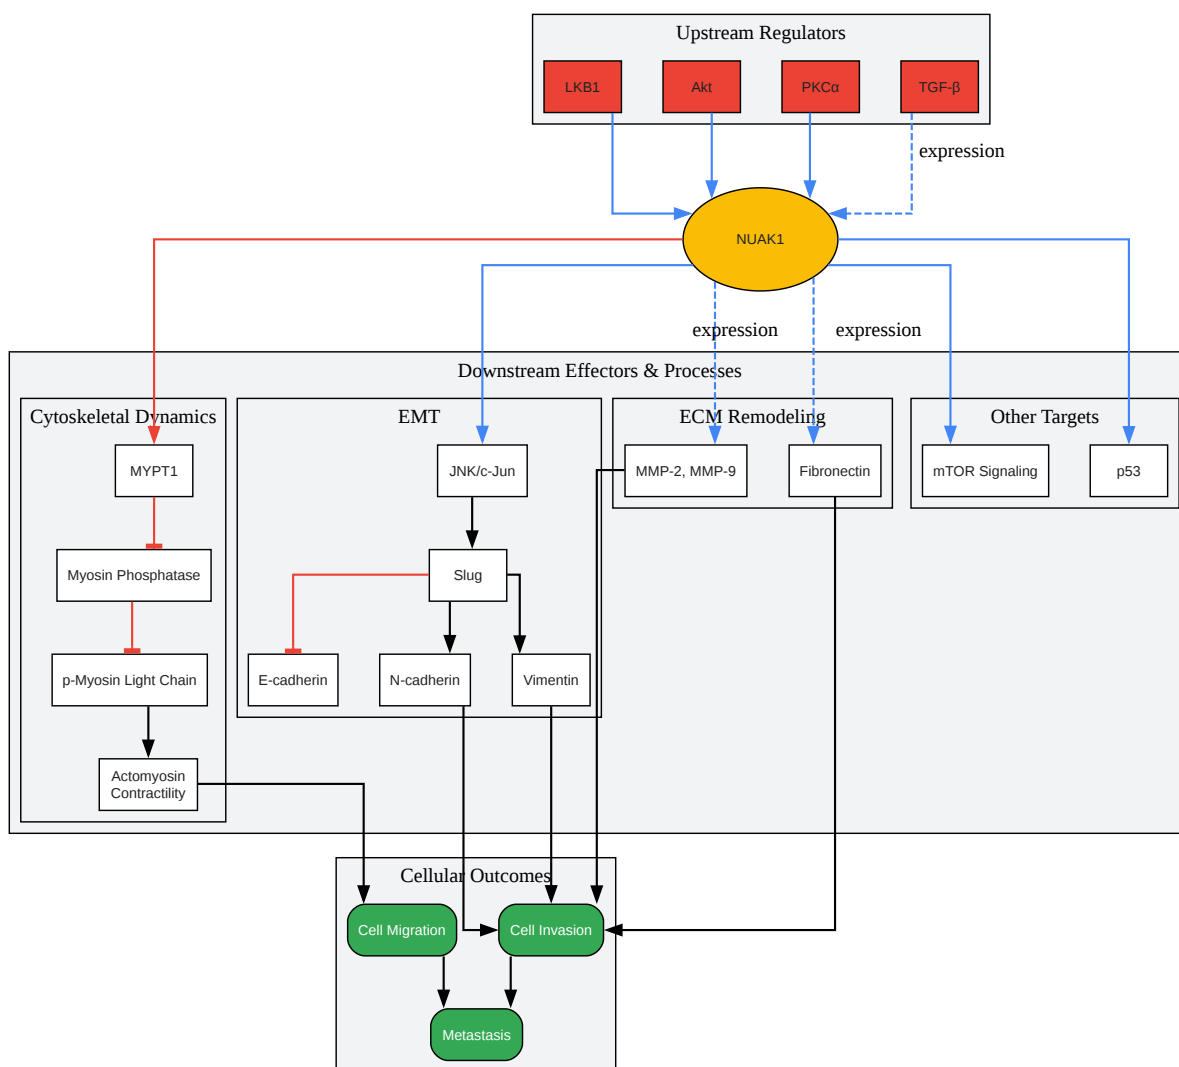 Upstream Regulators
LKB1
Akt
PKCα
TGF-β
expression
NUAK1
expression
expression
Downstream Effectors & Processes
Cytoskeletal Dynamics
EMT
ECM Remodeling
Other Targets
MYPT1
JNK/c-Jun
MMP-2, MMP-9
Fibronectin
mTOR Signaling
p53
Myosin Phosphatase
Slug
p-Myosin Light Chain
E-cadherin
N-cadherin
Vimentin
Actomyosin
Contractility
Cellular Outcomes
Cell Migration
Cell Invasion
Metastasis